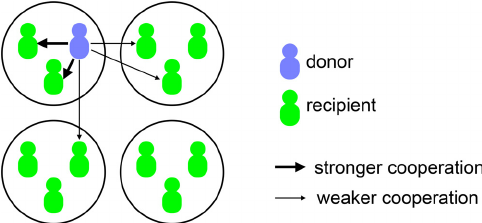 donor
recipient
stronger cooperation
weaker cooperation